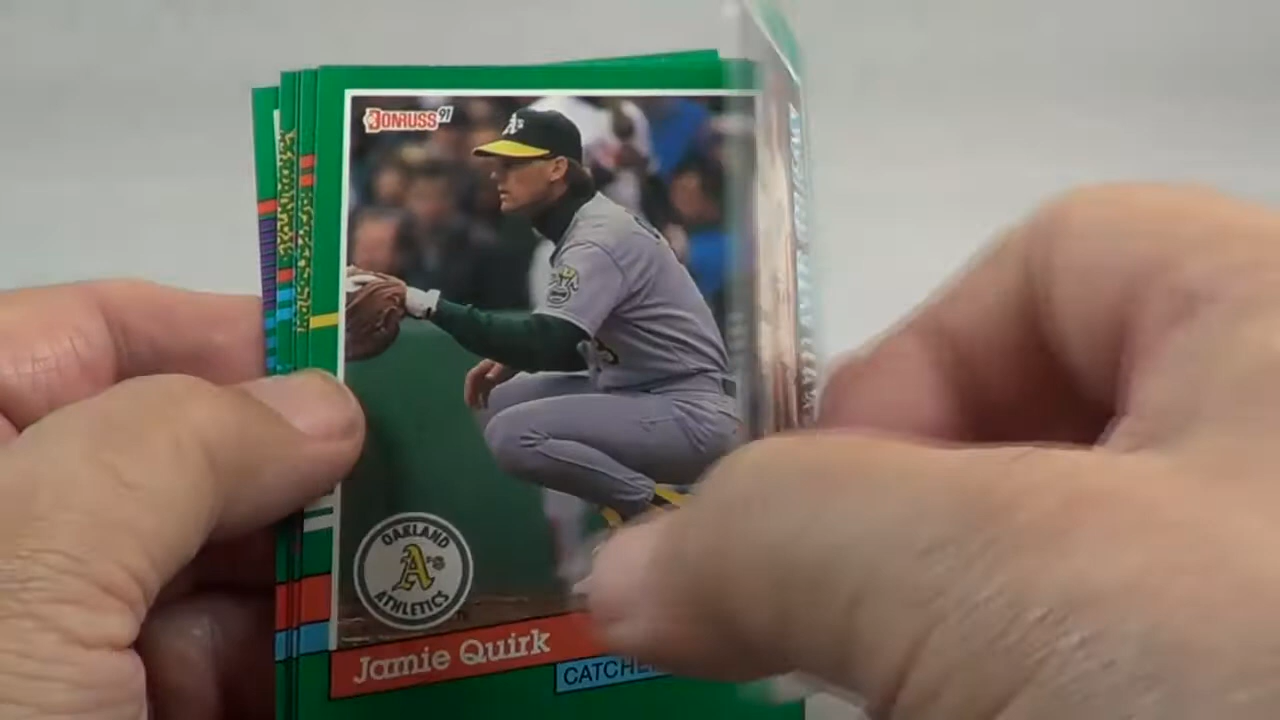 DONRUSS 91
A's
OAKLAND
A's
ATHLETICS
Jamie Quirk
CATCHE